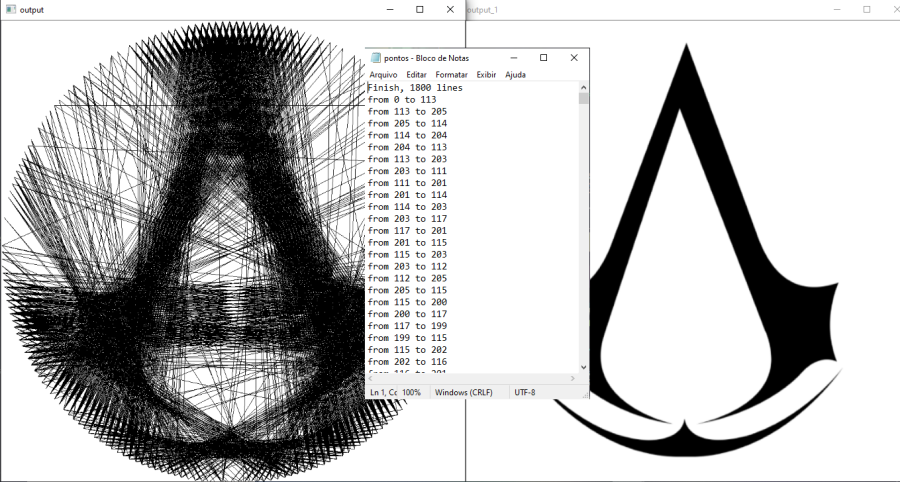 output
output_1
pontos - Bloco de Notas
Arquivo Editar Formatar Exibir Ajuda
Finish, 1800 lines
from 0 to 113
from 113 to 205
from 205 to 114
from 114 to 204
from 204 to 113
from 113 to 203
from 203 to 111
from 111 to 201
from 201 to 114
from 114 to 203
from 203 to 117
from 117 to 201
from 201 to 115
from 115 to 203
from 203 to 112
from 112 to 205
from 205 to 115
from 115 to 200
from 200 to 117
from 117 to 199
from 199 to 115
from 115 to 202
from 202 to 116
from 116 to 201
Ln 1, Cc 100% Windows (CRLF) UTF-8